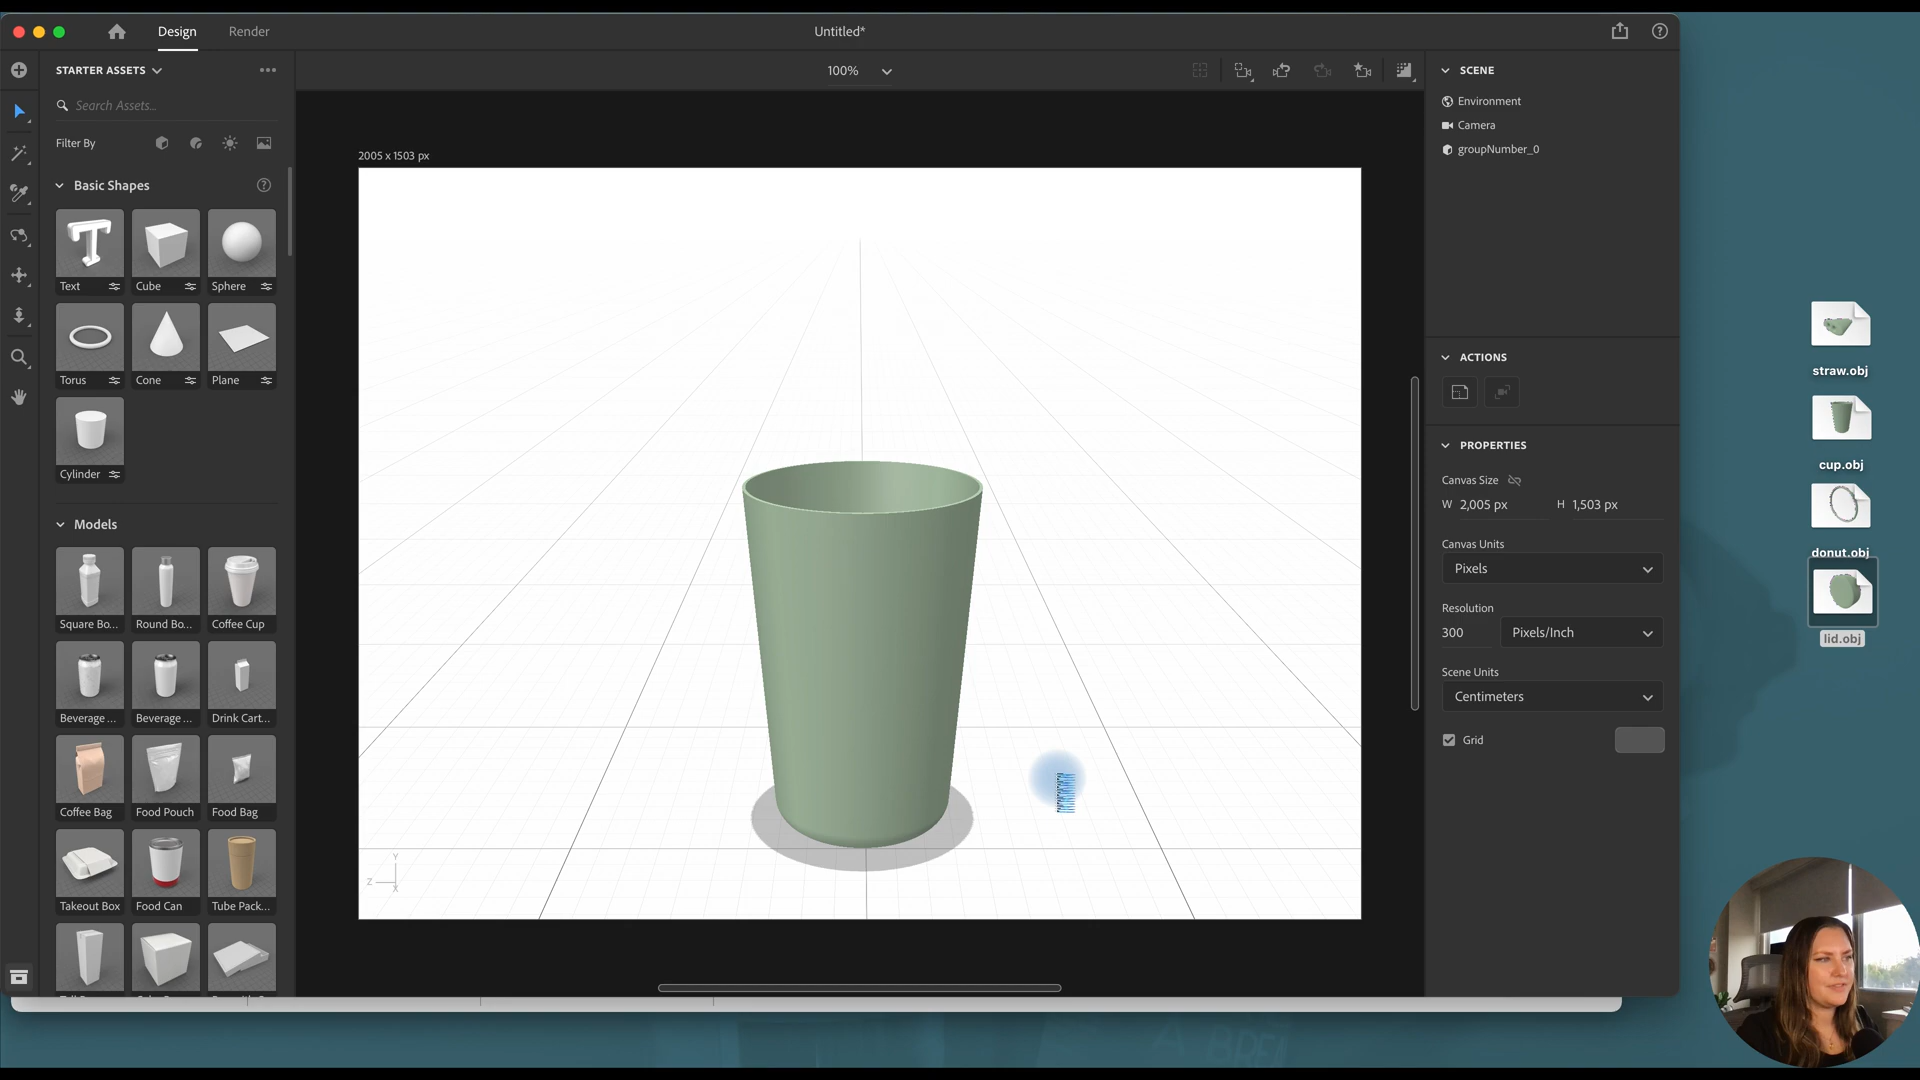 Design
Render
Untitled*
STARTER ASSETS
100%
SCENE
Search Assets...
Environment
Camera
groupNumber_0
Filter By
2005 x 1503 px
Basic Shapes
Text
Cube
Sphere
Torus
Cone
Plane
Cylinder
ACTIONS
PROPERTIES
Canvas Size
W 2,005 px
H 1,503 px
Canvas Units
Pixels
Resolution
300
Pixels/Inch
Scene Units
Centimeters
Grid
Models
Square Bo...
Round Bo...
Coffee Cup
Beverage ...
Beverage ...
Drink Cart...
Coffee Bag
Food Pouch
Food Bag
Takeout Box
Food Can
Tube Pack...
Y
Z
X
straw.obj
cup.obj
donut.obj
lid.obj